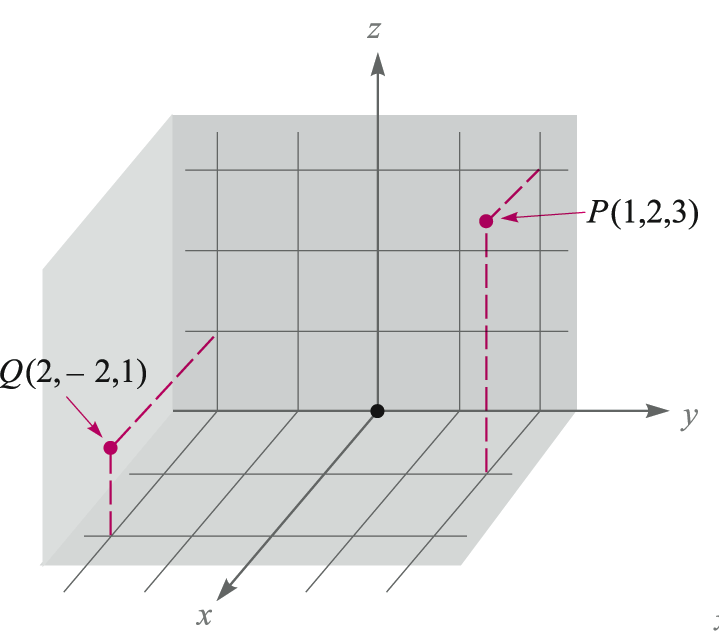 z
P(1,2,3)
Q(2,– 2,1)
y
x